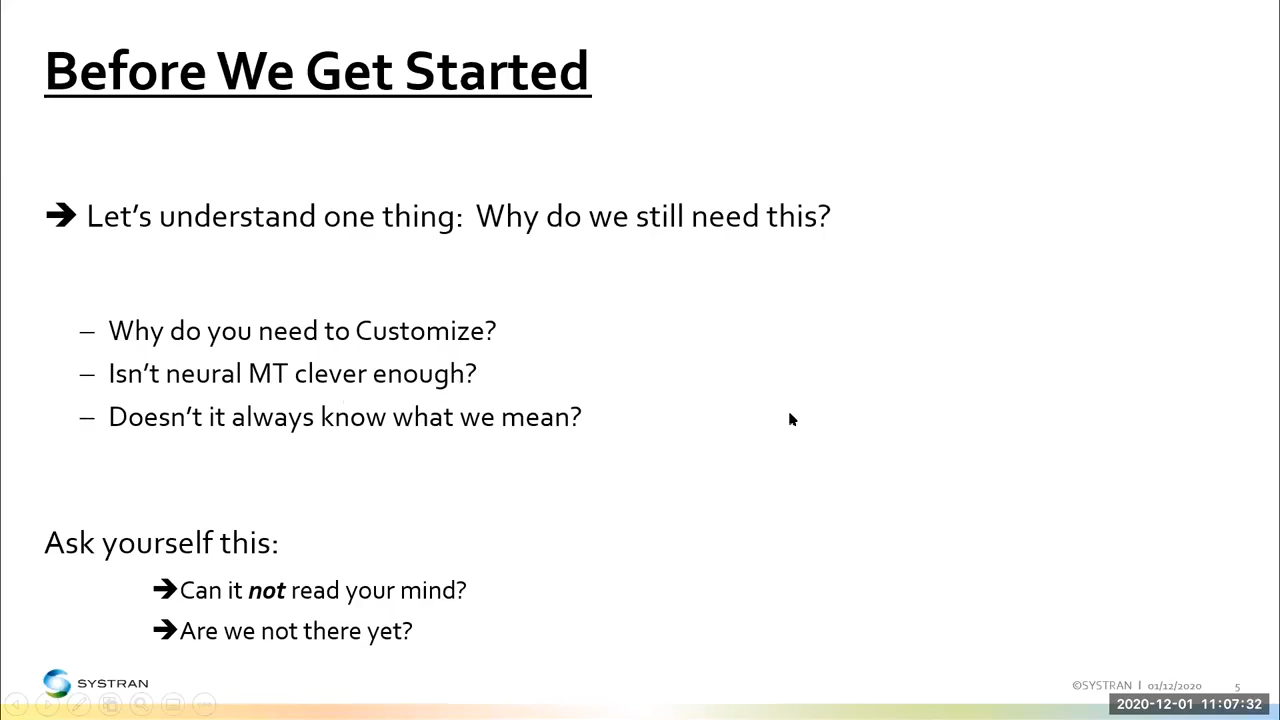 Before We Get Started
➔ Let’s understand one thing:  Why do we still need this?
– Why do you need to Customize?
– Isn’t neural MT clever enough?
– Doesn’t it always know what we mean?
Ask yourself this:
➔Can it not read your mind?
➔Are we not there yet?
SYSTRAN
©SYSTRAN | 01/12/2020 5
2020-12-01 11:07:32